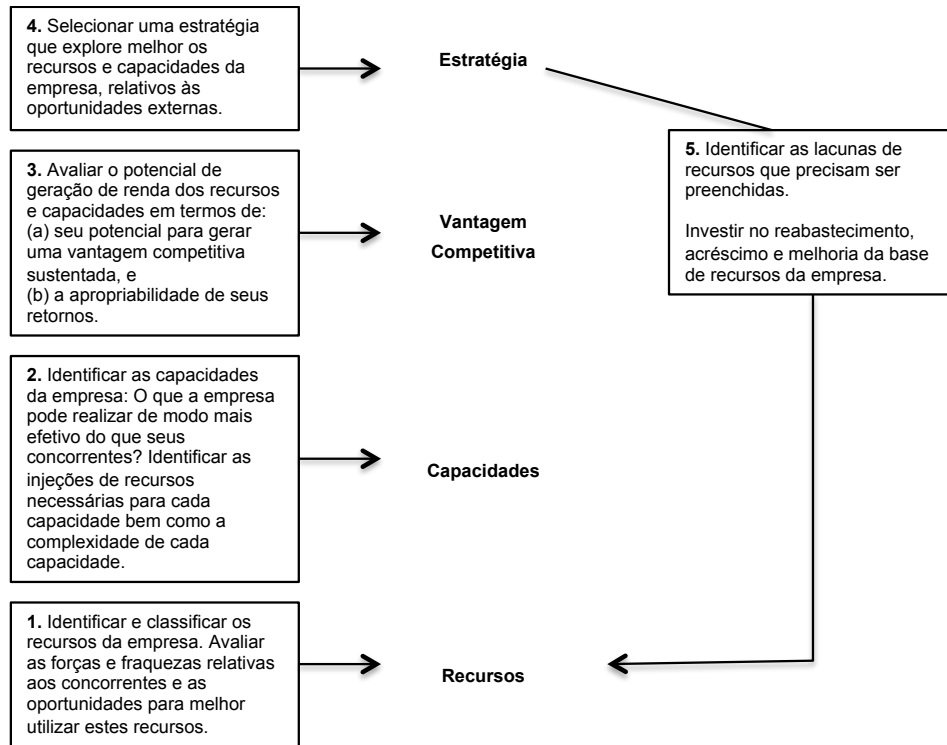 4. Selecionar uma estratégia
que explore melhor os
recursos e capacidades da
empresa, relativos às
oportunidades externas.
Estratégia
5. Identificar as lacunas de
recursos que precisam ser
preenchidas.
Investir no reabastecimento,
acréscimo e melhoria da base
de recursos da empresa.
3. Avaliar o potencial de
geração de renda dos recursos
e capacidades em termos de:
(a) seu potencial para gerar
uma vantagem competitiva
sustentada, e
(b) a apropriabilidade de seus
retornos.
Vantagem
Competitiva
2. Identificar as capacidades
da empresa: O que a empresa
pode realizar de modo mais
efetivo do que seus
concorrentes? Identificar as
injeções de recursos
necessárias para cada
capacidade bem como a
complexidade de cada
capacidade.
Capacidades
1. Identificar e classificar os
recursos da empresa. Avaliar
as forças e fraquezas relativas
aos concorrentes e as
oportunidades para melhor
utilizar estes recursos.
Recursos